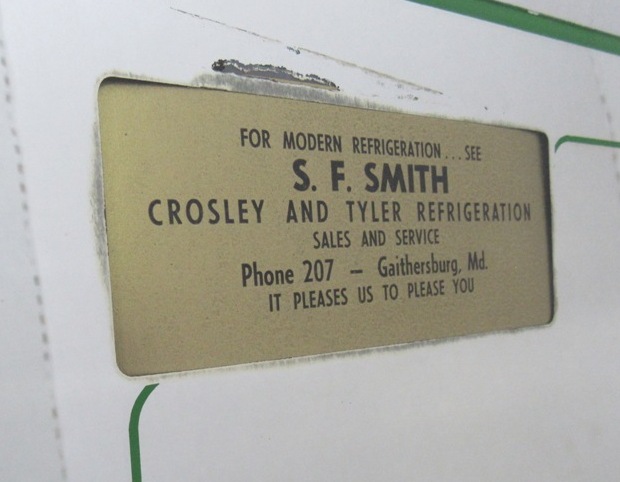 FOR MODERN REFRIGERATION...SEE
S. F. SMITH
CROSLEY AND TYLER REFRIGERATION
SALES AND SERVICE
Phone 207 — Gaithersburg, Md.
IT PLEASES US TO PLEASE YOU